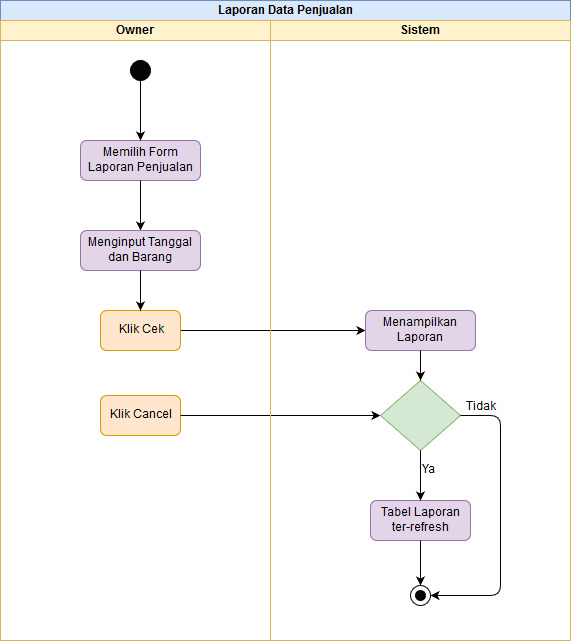 Laporan Data Penjualan
Owner
Sistem
Memilih Form
Laporan Penjualan
Menginput Tanggal
dan Barang
Klik Cek
Menampilkan
Laporan
Klik Cancel
Tidak
Ya
Tabel Laporan
ter-refresh